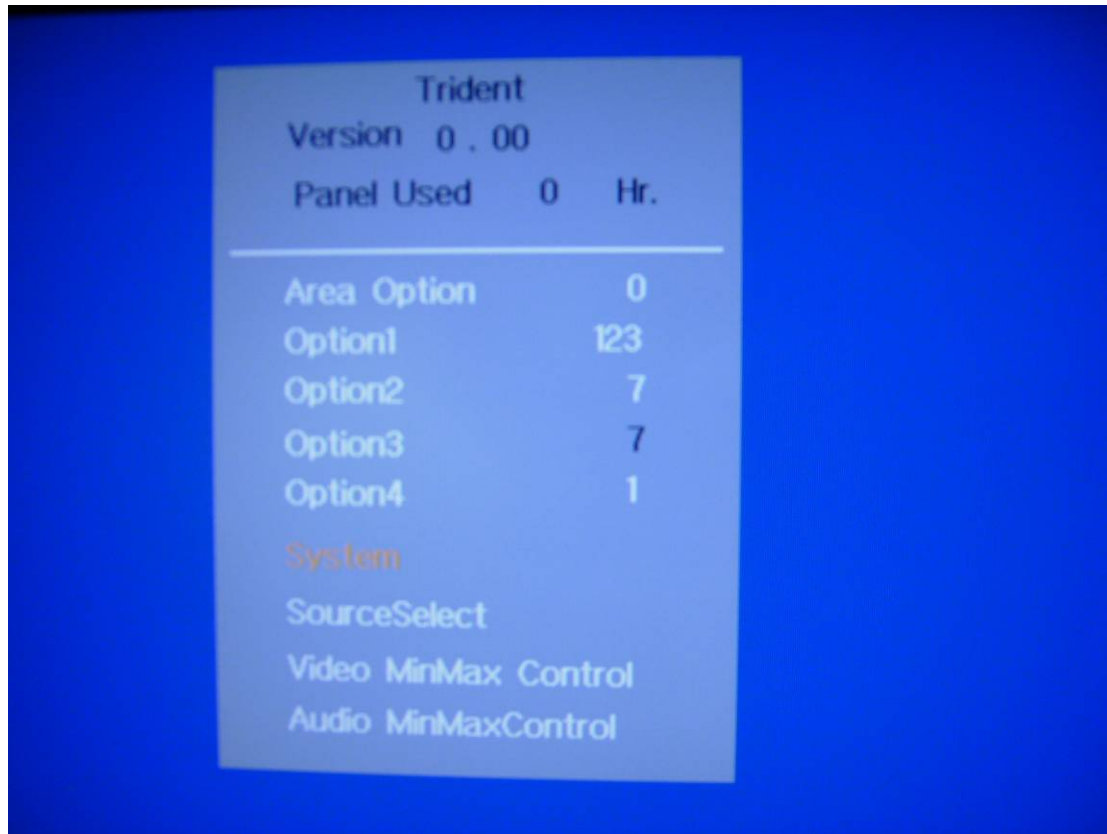 Trident
Version 0 . 00
Panel Used 0 Hr.
Area Option 0
Option1 123
Option2 7
Option3 7
Option4 1
System
SourceSelect
Video MinMax Control
Audio MinMaxControl